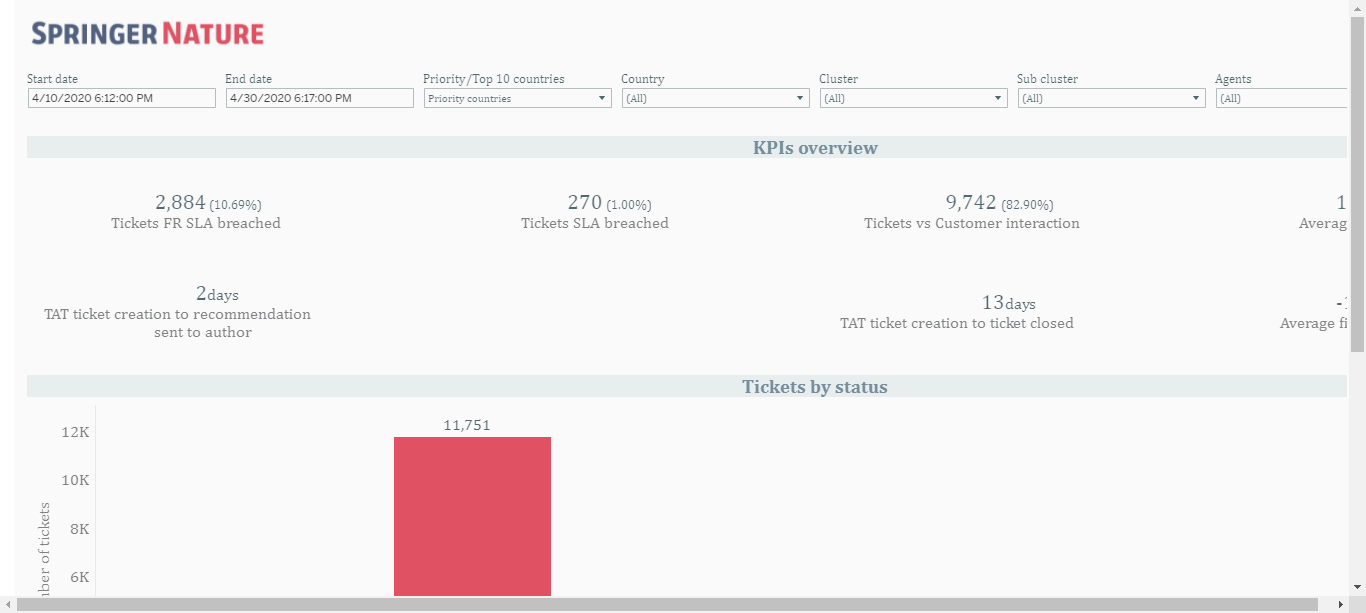 SPRINGER NATURE
Start date End date Priority/Top 10 countries Country Cluster Sub cluster Agents
4/10/2020 6:12:00 PM 4/30/2020 6:17:00 PM Priority countries (All) (All) (All) (All)
KPIs overview
2,884 (10.69%) 270 (1.00%) 9,742 (82.90%) 1
Tickets FR SLA breached Tickets SLA breached Tickets vs Customer interaction
2days
TAT ticket creation to recommendation
sent to author
13days
TAT ticket creation to ticket closed Average
Tickets by status
11,751
12K
10K
8K
6K
of tickets